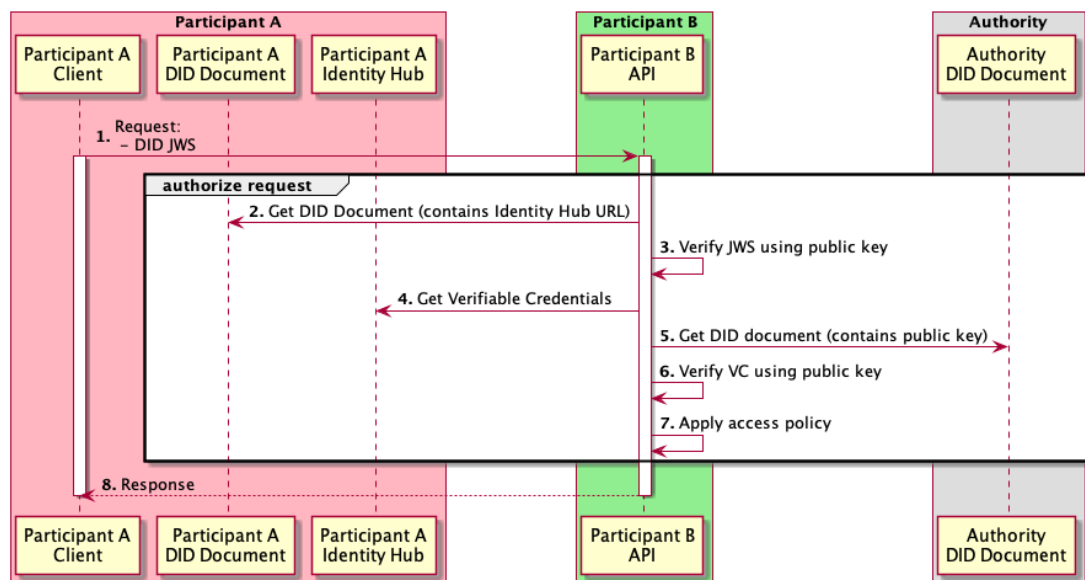 Participant A
Participant B
Authority
Participant A
Client
Participant A
DID Document
Participant A
Identity Hub
Participant B
API
Authority
DID Document
1. Request:
- DID JWS
authorize request
2. Get DID Document (contains Identity Hub URL)
3. Verify JWS using public key
4. Get Verifiable Credentials
5. Get DID document (contains public key)
6. Verify VC using public key
7. Apply access policy
8. Response
Participant A
Client
Participant A
DID Document
Participant A
Identity Hub
Participant B
API
Authority
DID Document